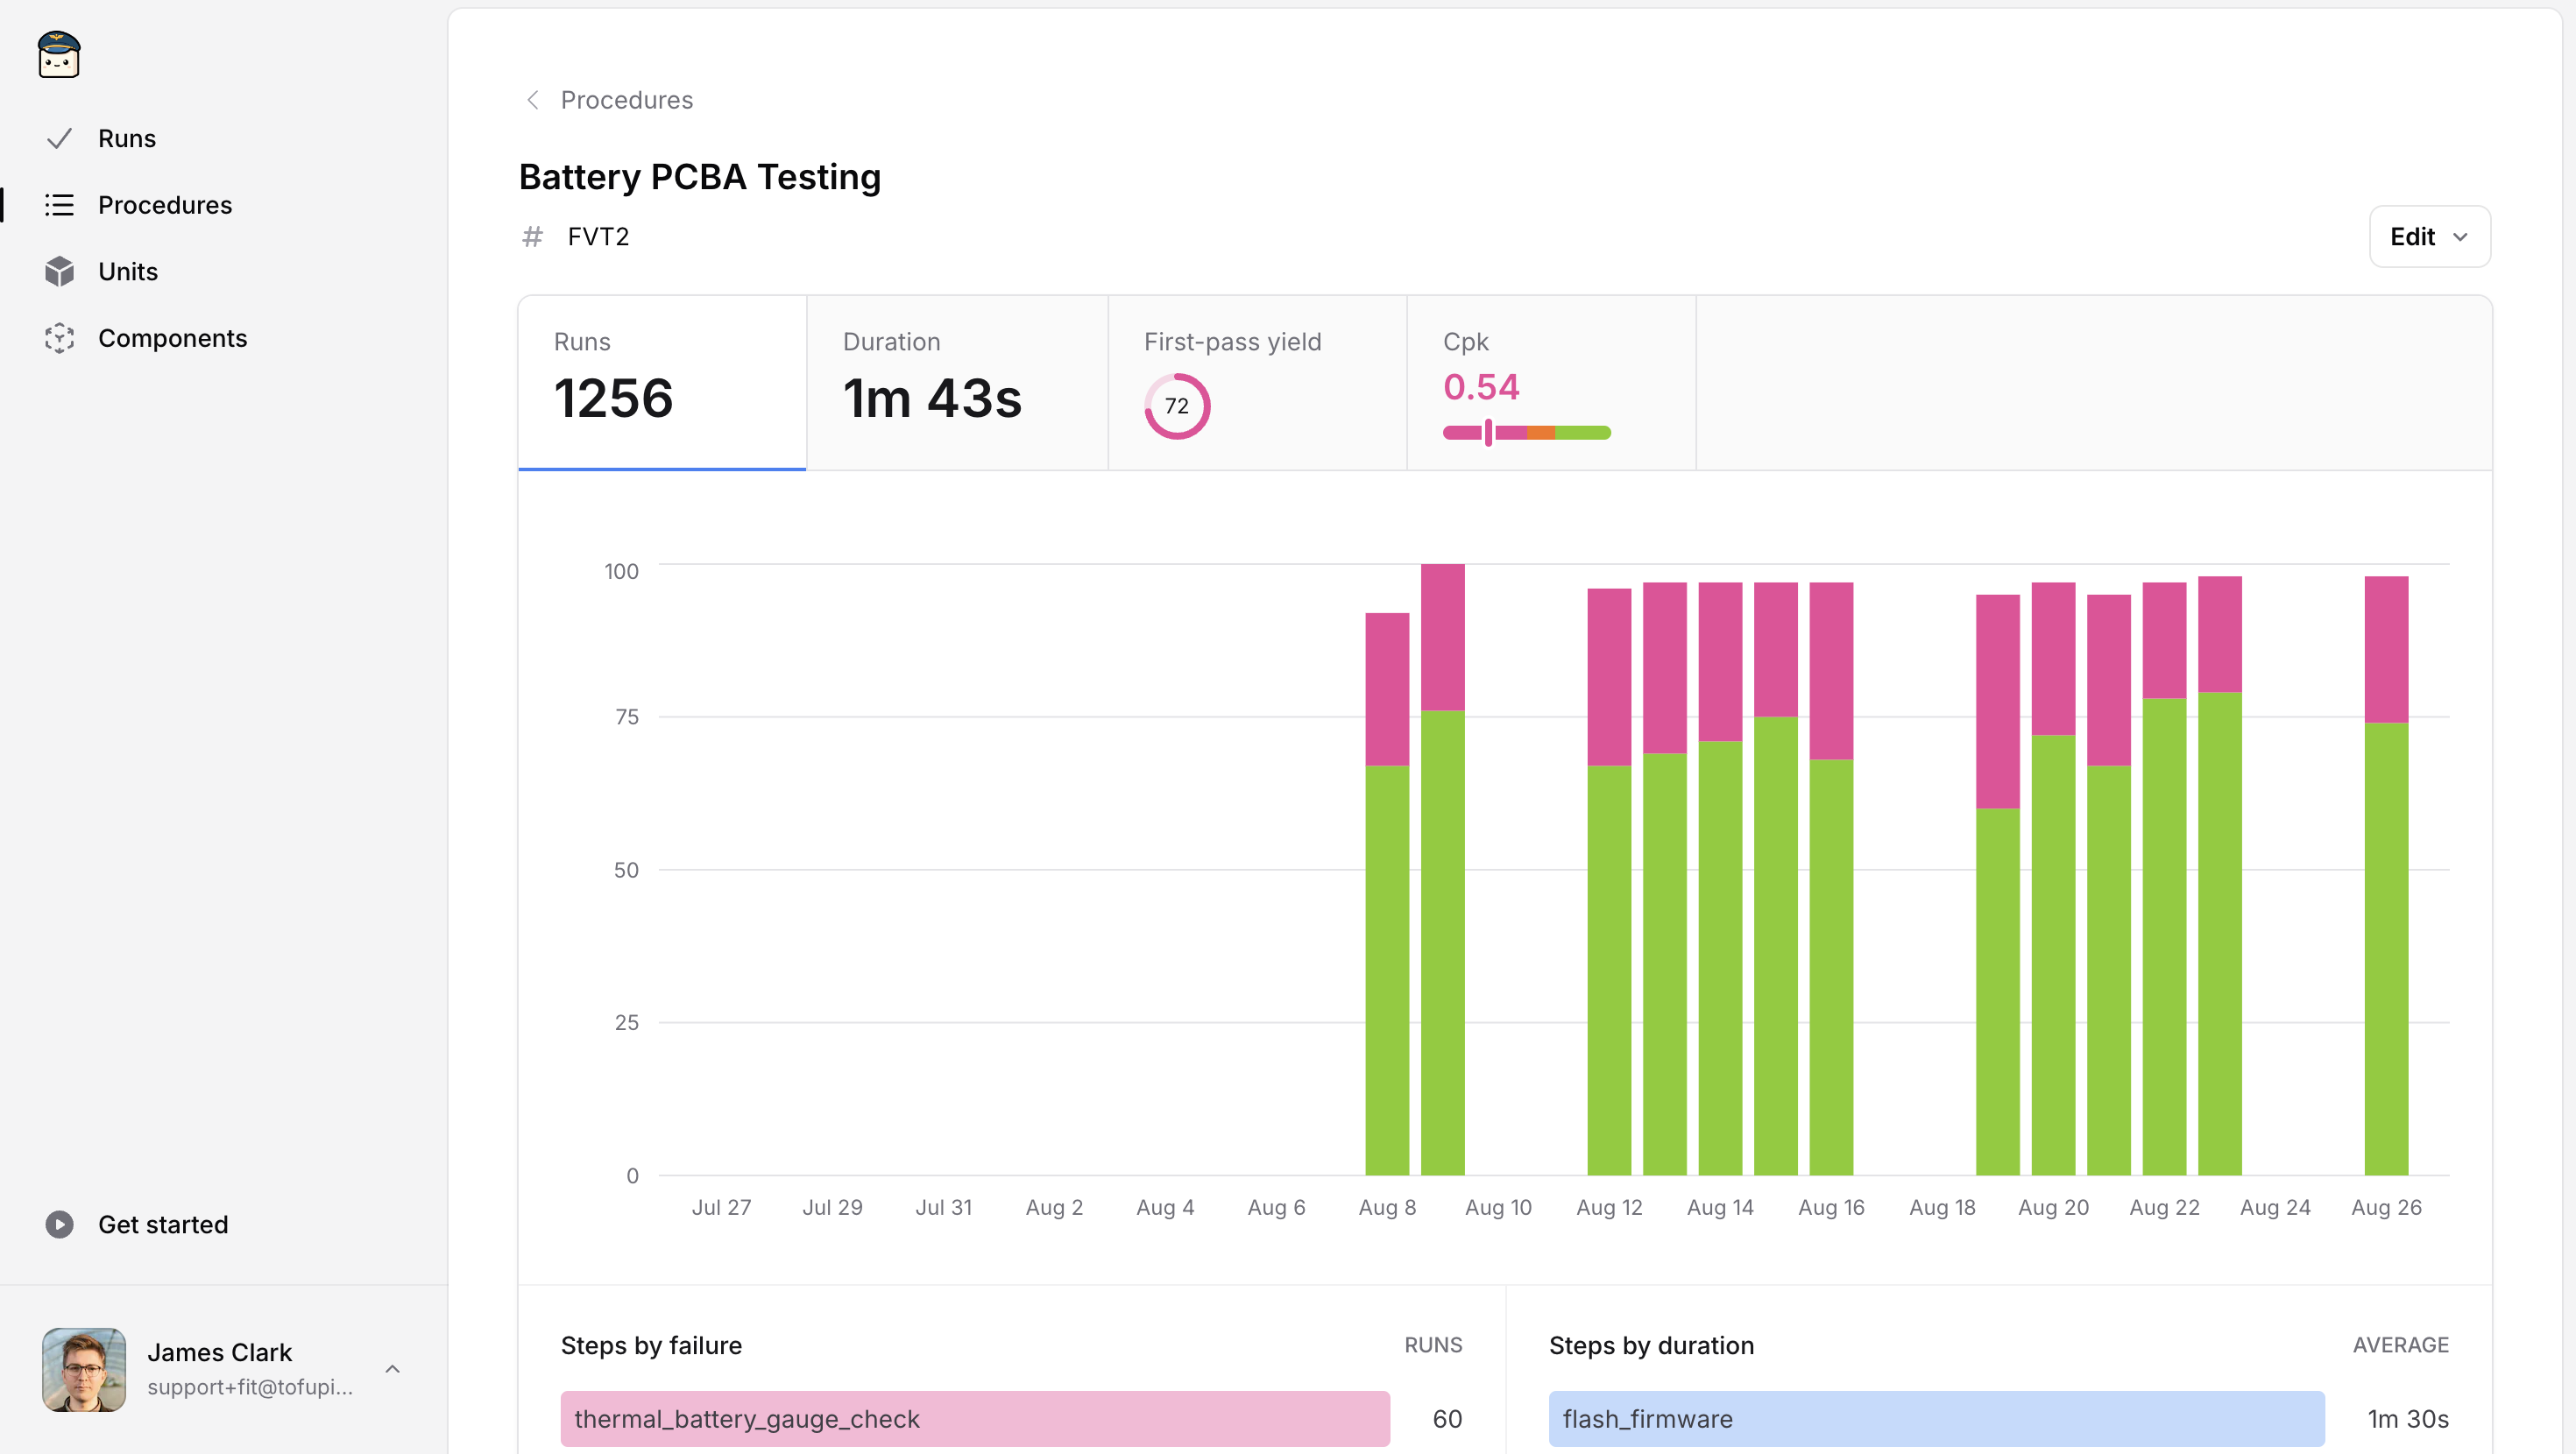 Runs
Procedures
Units
Components
Get started
James Clark
support+fit@tofupi...
Procedures
Battery PCBA Testing
# FVT2
Edit
Runs
1256
Duration
1m 43s
First-pass yield
72
Cpk
0.54
100
75
50
25
0
Jul 27 Jul 29 Jul 31 Aug 2 Aug 4 Aug 6 Aug 8 Aug 10 Aug 12 Aug 14 Aug 16 Aug 18 Aug 20 Aug 22 Aug 24 Aug 26
Steps by failure RUNS
thermal_battery_gauge_check 60
Steps by duration AVERAGE
flash_firmware 1m 30s